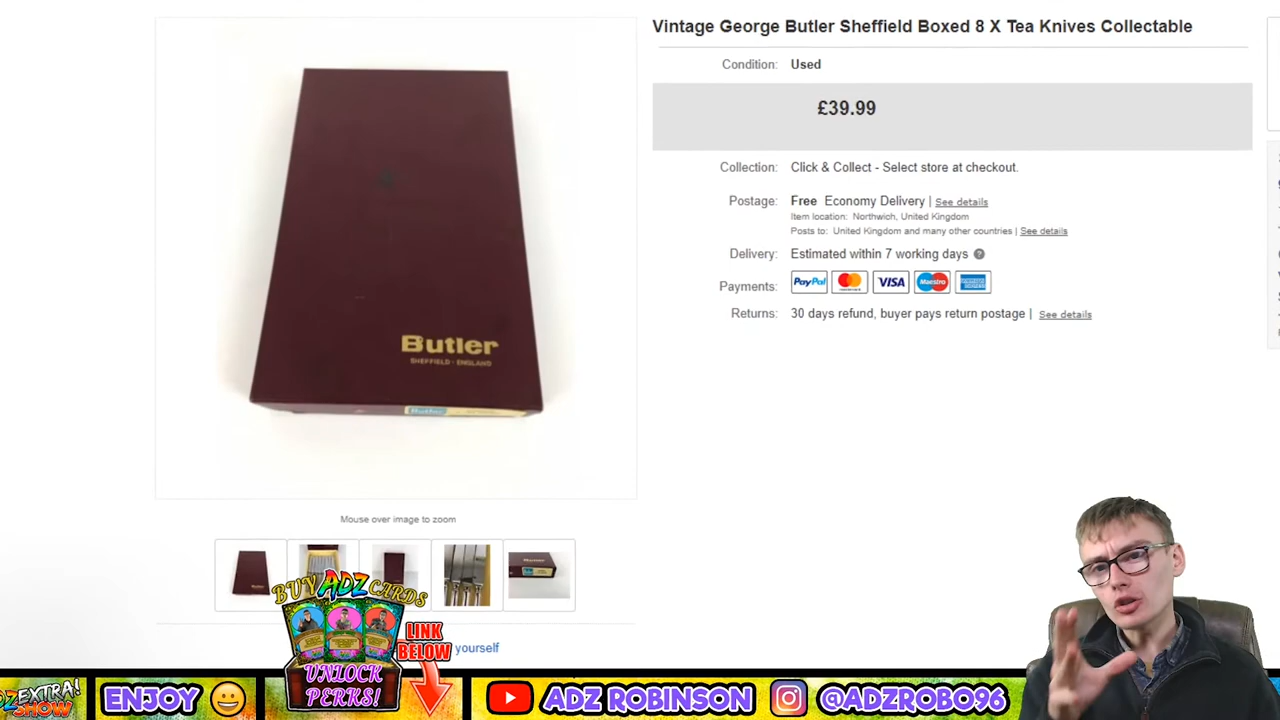 Vintage George Butler Sheffield Boxed 8 X Tea Knives Collectable
Condition: Used
£39.99
Collection: Click & Collect - Select store at checkout.
Postage: Free Economy Delivery | See details
Item location: Northwich, United Kingdom
Posts to: United Kingdom and many other countries | See details
Delivery: Estimated within 7 working days ?
Payments: PayPal VISA Maestro
Returns: 30 days refund, buyer pays return postage | See details
Butler
SHEFFIELD · ENGLAND
Butler
Mouse over image to zoom
yourself
BUY ADZ CARDS
UNLOCK
PERKS!
LINK
BELOW
EXTRA!
SHOW
ENJOY
ADZ ROBINSON
@ADZROBO96